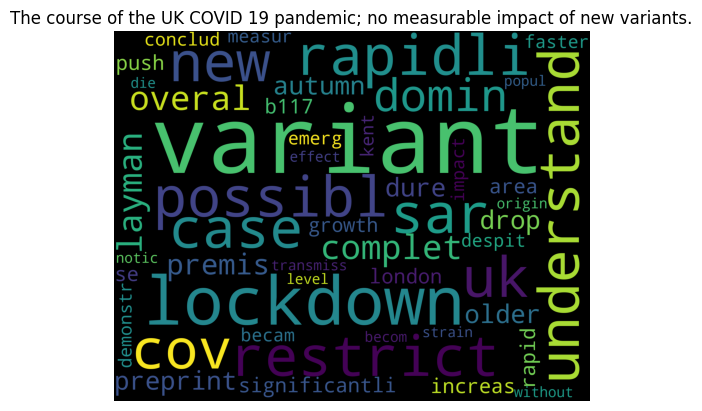 The course of the UK COVID 19 pandemic; no measurable impact of new variants.
conclud measur
push new rapidli faster
die autumn domin popul
overal b117 understand
variant
emerg kent
effect
layman possibl dure impact area
origin
case growth sar drop
notic complet despit
se premis transmiss london uk
level
demonstr lockdown older
becam becom strain rapid
cov restrict
preprint significantli increas without